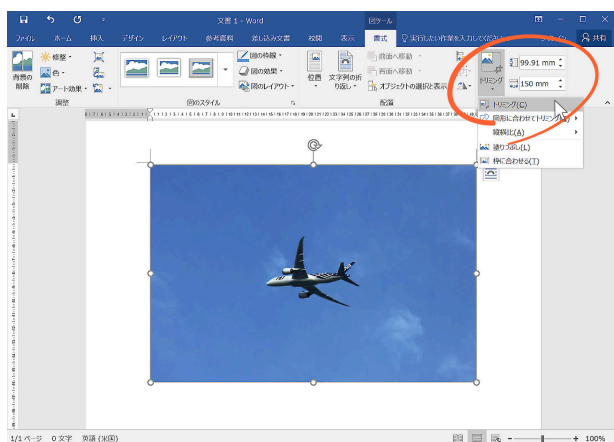 文書 1 - Word
図ツール
ファイル ホーム 挿入 デザイン レイアウト 参考資料 差し込み文書 校閲 表示 書式 実行したい作業を入力してください
共有
背景の
削除
修整
色
アート効果
調整
図の枠線
図の効果
図のレイアウト
図のスタイル
位置
文字列の折
り返し
前面へ移動
背面へ移動
オブジェクトの選択と表示
配置
トリミング
99.91 mm
150 mm
トリミング(C)
図形に合わせてトリミング
縦横比(A)
塗りつぶし(L)
枠に合わせる(T)
1/1 ページ 0 文字 英語 (米国)
100%